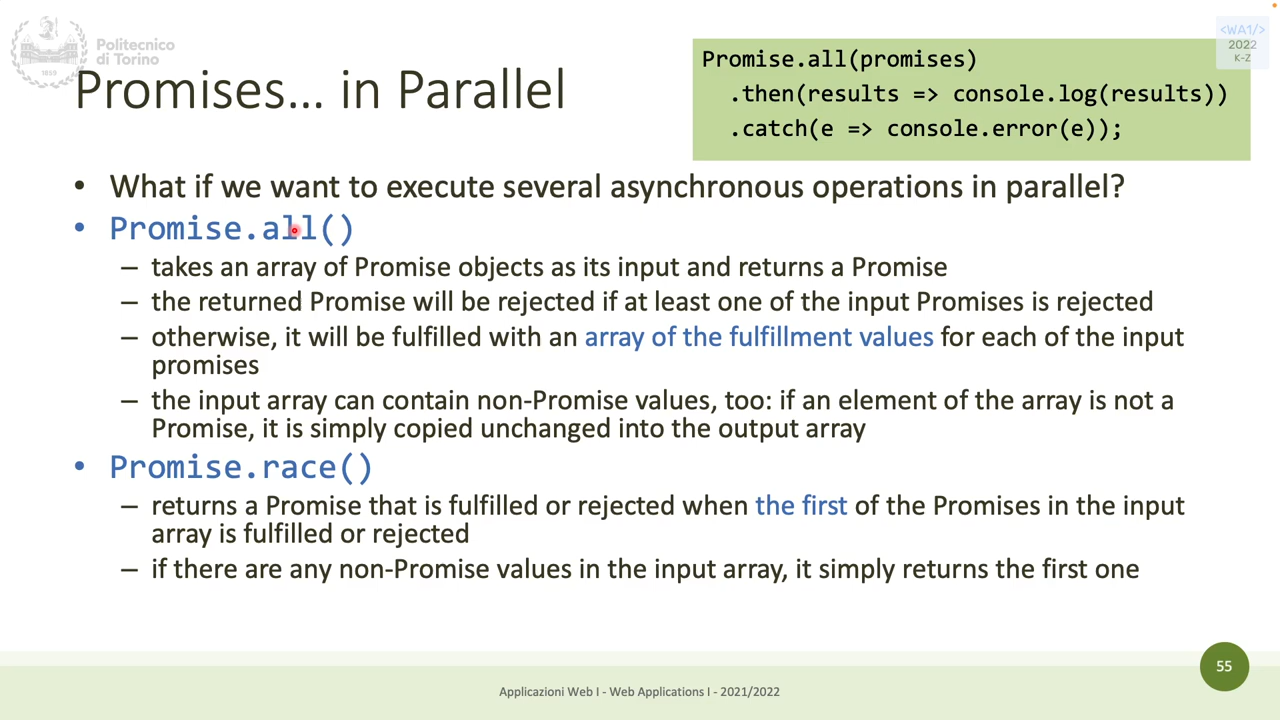 Politecnico
di Torino
1859
<WA1/>
2022
K-Z
Promises… in Parallel
Promise.all(promises)
.then(results => console.log(results))
.catch(e => console.error(e));
• What if we want to execute several asynchronous operations in parallel?
• Promise.all()
– takes an array of Promise objects as its input and returns a Promise
– the returned Promise will be rejected if at least one of the input Promises is rejected
– otherwise, it will be fulfilled with an array of the fulfillment values for each of the input
promises
– the input array can contain non-Promise values, too: if an element of the array is not a
Promise, it is simply copied unchanged into the output array
• Promise.race()
– returns a Promise that is fulfilled or rejected when the first of the Promises in the input
array is fulfilled or rejected
– if there are any non-Promise values in the input array, it simply returns the first one
55
Applicazioni Web I - Web Applications I - 2021/2022